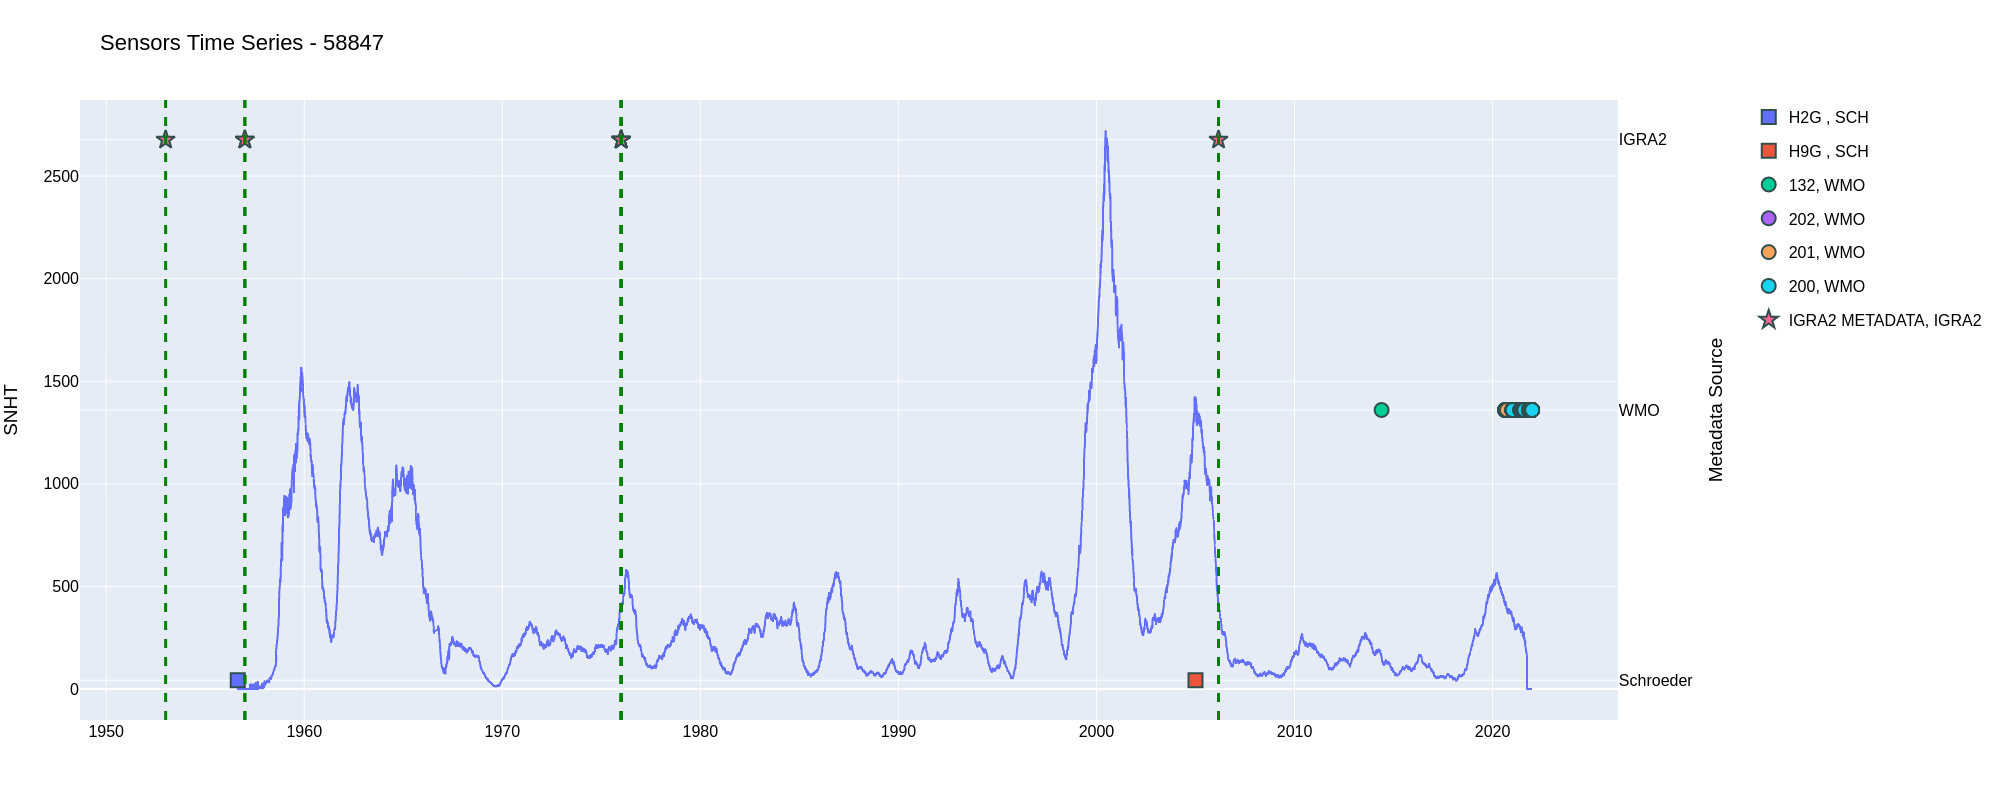 Sensors Time Series - 58847
SNHT
2500
2000
1500
1000
500
0
1950
1960
1970
1980
1990
2000
2010
2020
IGRA2
WMO
Schroeder
Metadata Source
H2G , SCH
H9G , SCH
132, WMO
202, WMO
201, WMO
200, WMO
IGRA2 METADATA, IGRA2